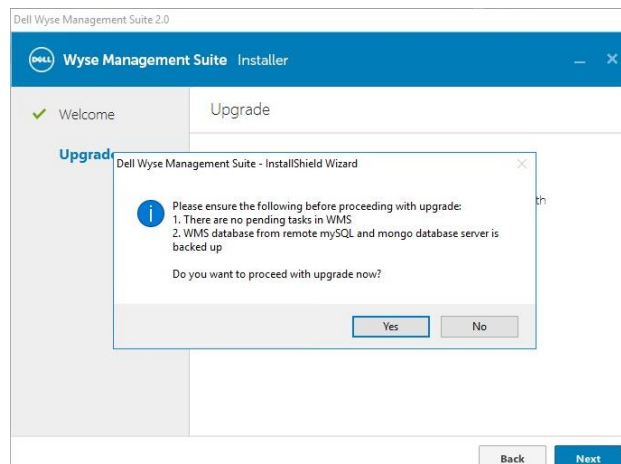 Dell Wyse Management Suite 2.0
DELL Wyse Management Suite Installer
Welcome
Upgrade
Upgrade
Dell Wyse Management Suite - InstallShield Wizard
Please ensure the following before proceeding with upgrade:
1. There are no pending tasks in WMS
2. WMS database from remote mySQL and mongo database server is
backed up
Do you want to proceed with upgrade now?
Yes No
Back Next